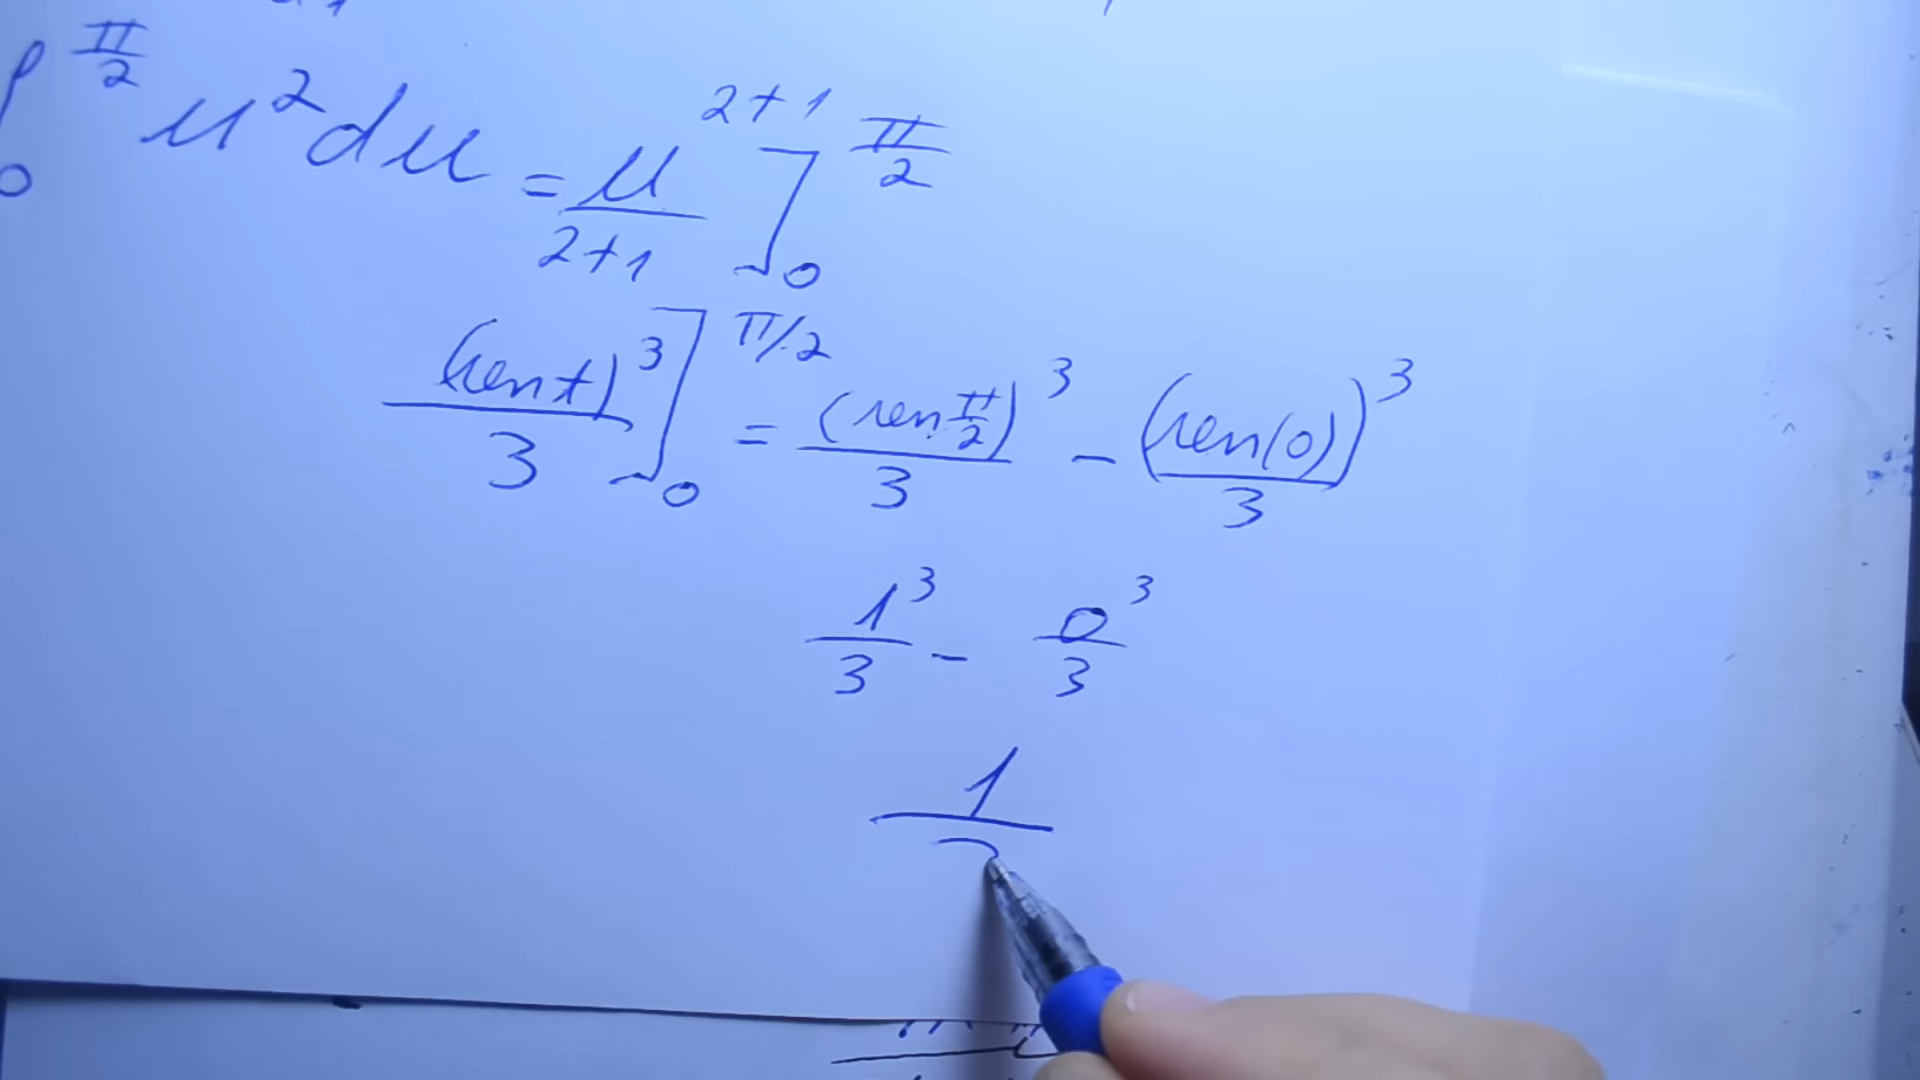 ∫₀^(π/2) u² du = u^(2+1)/(2+1) ]₀^(π/2)
(sen t)³/3 ]₀^(π/2) = (sen π/2)³/3 − (sen(0))³/3
1³/3 − 0³/3
1